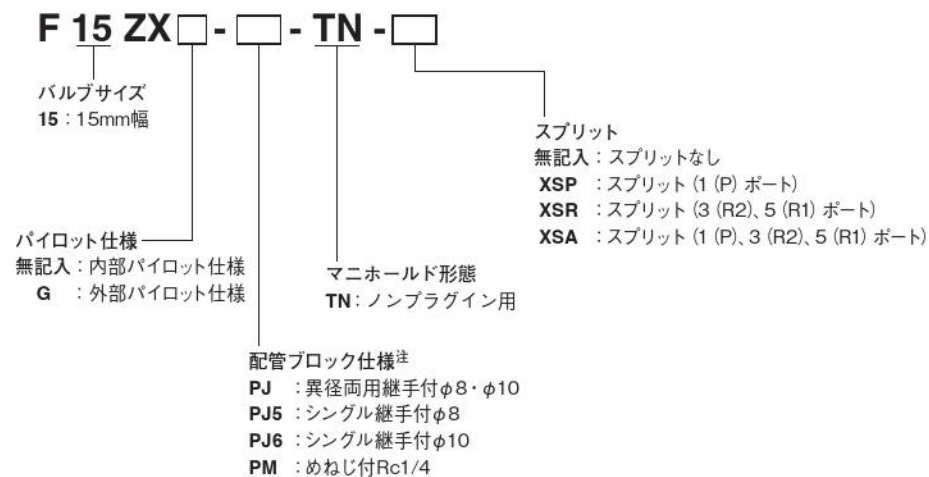 F 15 ZX□-□-TN-□
バルブサイズ
15：15mm幅
スプリット
無記入：スプリットなし
XSP ：スプリット（1（P）ポート）
XSR ：スプリット（3（R2）、5（R1）ポート）
XSA ：スプリット（1（P）、3（R2）、5（R1）ポート）
パイロット仕様
無記入：内部パイロット仕様
G ：外部パイロット仕様
マニホールド形態
TN：ノンプラグイン用
配管ブロック仕様注
PJ ：異径両用継手付φ8・φ10
PJ5 ：シングル継手付φ8
PJ6 ：シングル継手付φ10
PM ：めねじ付Rc1/4